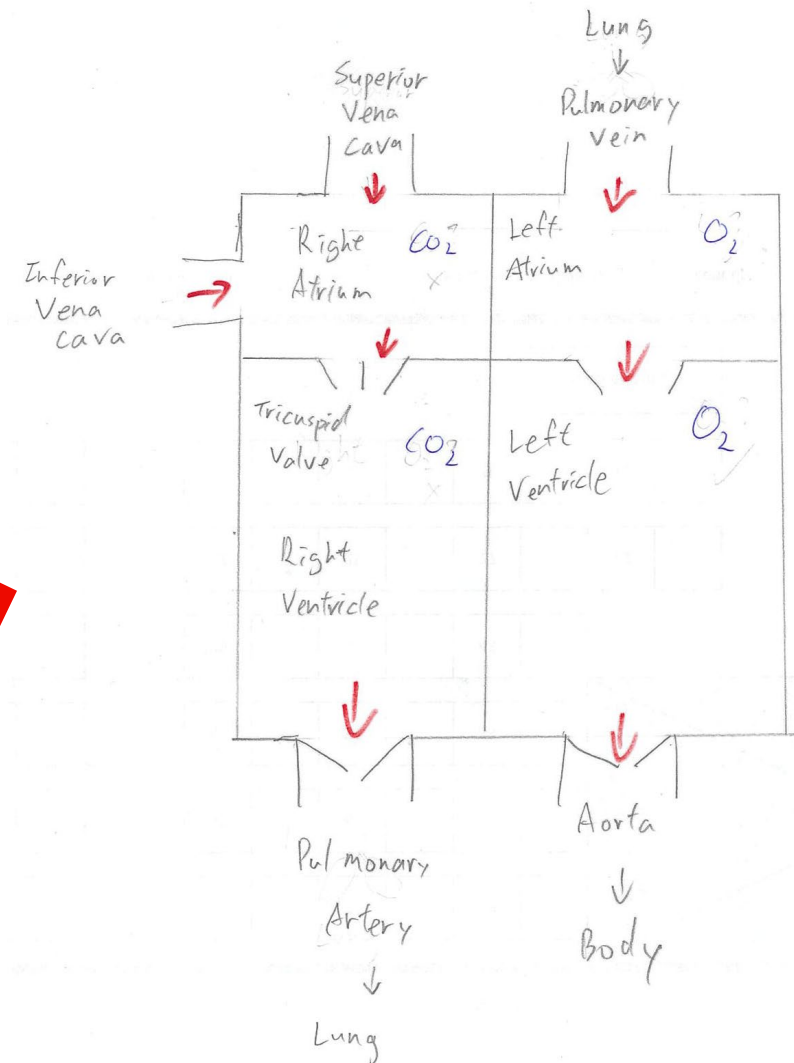 Lung
↓
Pulmonary
Vein
Superior
Vena
Cava
Inferior
Vena
Cava
Right
Atrium
CO2
Left
Atrium
O2
Tricuspid
Valve
CO2
Right
Ventricle
Left
Ventricle
O2
Pulmonary
Artery
↓
Lung
Aorta
↓
Body